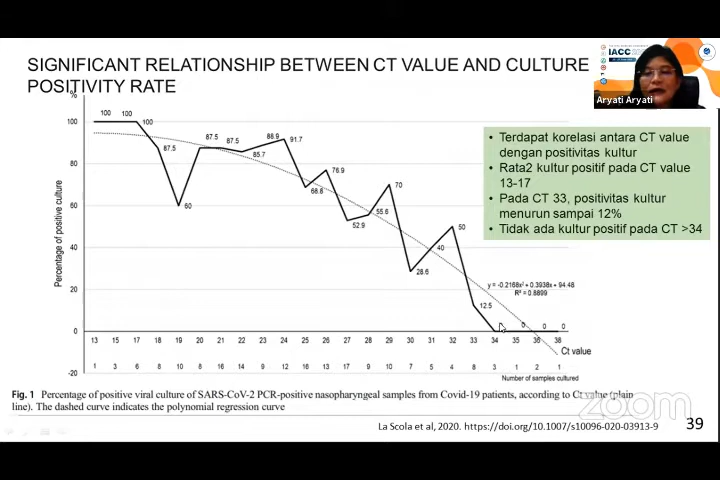 IACC
SIGNIFICANT RELATIONSHIP BETWEEN CT VALUE AND CULTURE
POSITIVITY RATE
Aryati Aryati
%
100
80
60
40
20
0
-20
Percentage of positive culture
100
100
100
87.5
60
87.5
87.5
85.7
88.9
91.7
68.8
76.9
52.9
55.6
70
28.6
40
50
12.5
0
0
0
y = -0.2168x² + 0.3938x + 94.48
R² = 0.8899
13 15 17 18 19 20 21 22 23 24 25 26 27 28 29 30 31 32 33 34 35 36 38
Ct value
1 3 6 8 10 8 16 14 9 12 16 13 17 9 10 7 5 4 8 3 1 2 1
Number of samples cultured
• Terdapat korelasi antara CT value
dengan positivitas kultur
• Rata2 kultur positif pada CT value
13-17
• Pada CT 33, positivitas kultur
menurun sampai 12%
• Tidak ada kultur positif pada CT >34
Fig. 1 Percentage of positive viral culture of SARS-CoV-2 PCR-positive nasopharyngeal samples from Covid-19 patients, according to Ct value (plain
line). The dashed curve indicates the polynomial regression curve
zoom
La Scola et al, 2020. https://doi.org/10.1007/s10096-020-03913-9
39